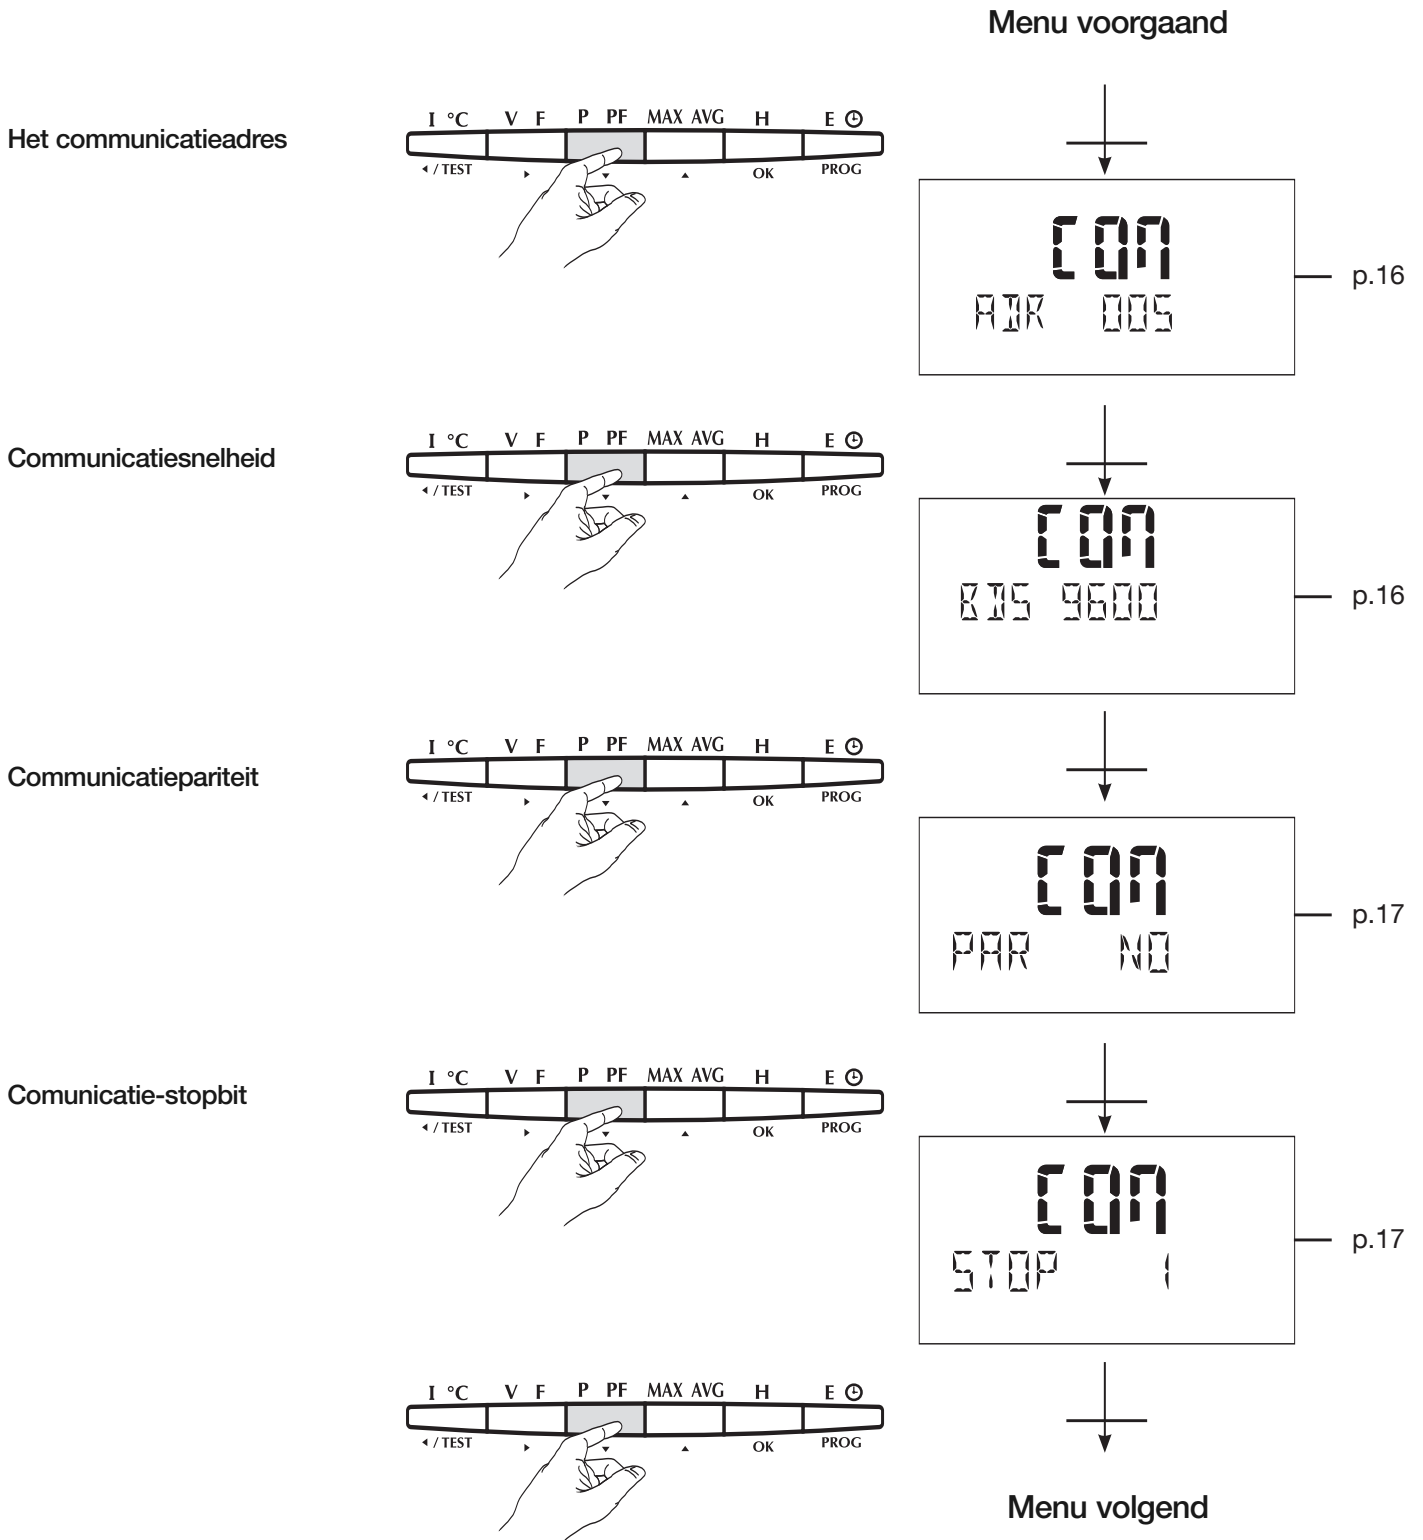 Menu voorgaand
Het communicatieadres
I °C V F P PF MAX AVG H E
/ TEST OK PROG
COM
ADR 005
p.16
Communicatiesnelheid
I °C V F P PF MAX AVG H E
/ TEST OK PROG
COM
BDS 9600
p.16
Communicatiepariteit
I °C V F P PF MAX AVG H E
/ TEST OK PROG
COM
PAR NO
p.17
Comunicatie-stopbit
I °C V F P PF MAX AVG H E
/ TEST OK PROG
COM
STOP 1
p.17
I °C V F P PF MAX AVG H E
/ TEST OK PROG
Menu volgend